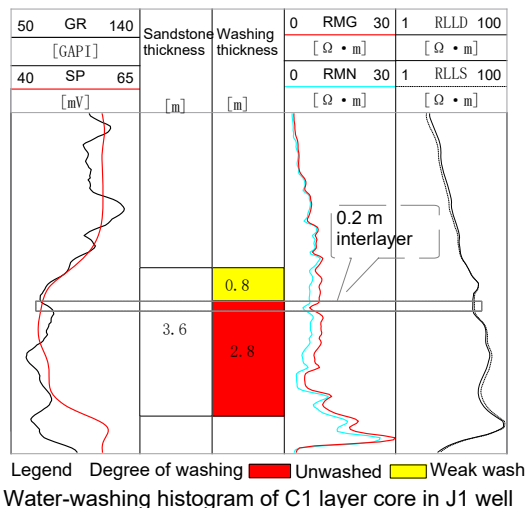 50 GR 140
[GAPI]
40 SP 65
[mV]
Sandstone
thickness
[m]
Washing
thickness
[m]
0 RMG 30
[Ω • m]
0 RMN 30
[Ω • m]
1 RLLD 100
[Ω • m]
1 RLLS 100
[Ω • m]
0.2 m
interlayer
0.8
3.6
2.8
Legend Degree of washing Unwashed Weak wash
Water-washing histogram of C1 layer core in J1 well